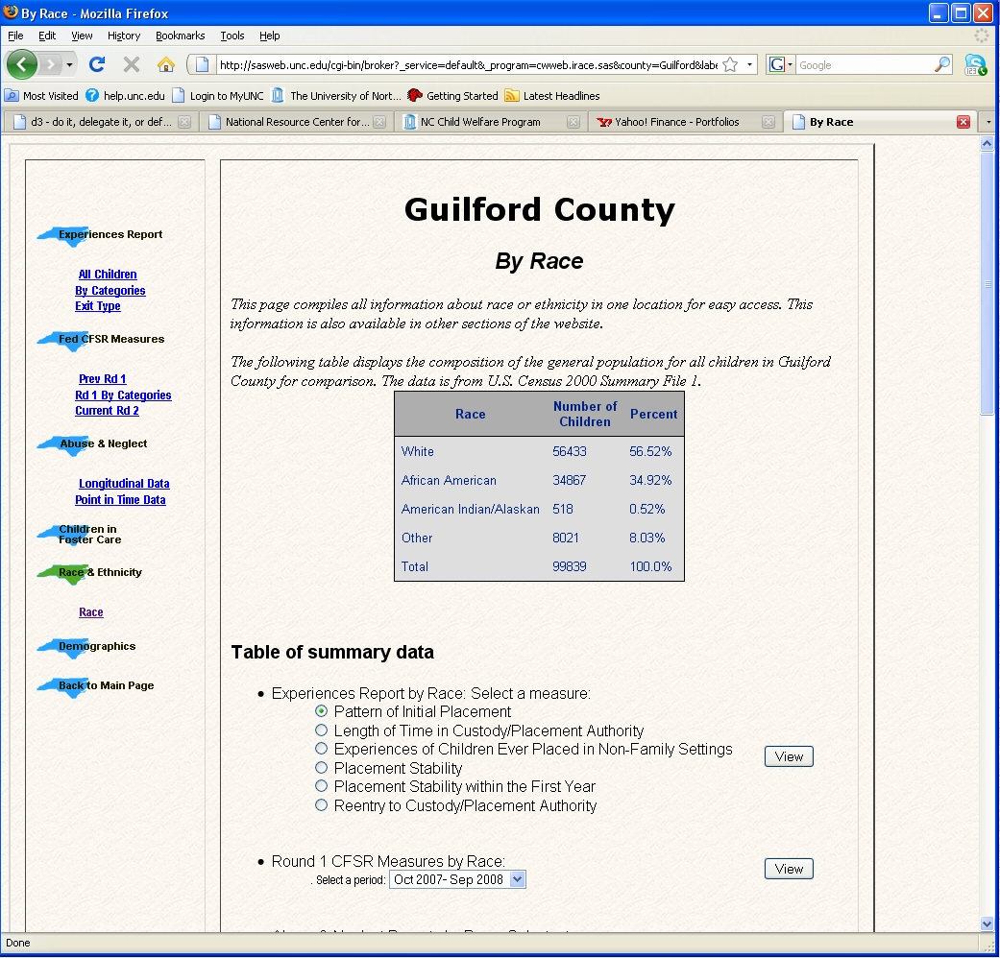 By Race - Mozilla Firefox
File Edit View History Bookmarks Tools Help
http://sasweb.unc.edu/cgi-bin/broker?_service=default&_program=cwweb.irace.sas&county=Guilford&labe
G Google
Most Visited help.unc.edu Login to MyUNC The University of Nort... Getting Started Latest Headlines
d3 - do it, delegate it, or def... National Resource Center for... NC Child Welfare Program Yahoo! Finance - Portfolios By Race
Experiences Report
All Children
By Categories
Exit Type
Fed CFSR Measures
Prev Rd 1
Rd 1 By Categories
Current Rd 2
Abuse & Neglect
Longitudinal Data
Point in Time Data
Children in
Foster Care
Race & Ethnicity
Race
Demographics
Back to Main Page
Guilford County
By Race
This page compiles all information about race or ethnicity in one location for easy access. This
information is also available in other sections of the website.
The following table displays the composition of the general population for all children in Guilford
County for comparison. The data is from U.S. Census 2000 Summary File 1.
Race Number of Children Percent
White 56433 56.52%
African American 34867 34.92%
American Indian/Alaskan 518 0.52%
Other 8021 8.03%
Total 99839 100.0%
Table of summary data
• Experiences Report by Race: Select a measure:
Pattern of Initial Placement
Length of Time in Custody/Placement Authority
Experiences of Children Ever Placed in Non-Family Settings
Placement Stability
Placement Stability within the First Year
Reentry to Custody/Placement Authority
View
• Round 1 CFSR Measures by Race:
. Select a period: Oct 2007- Sep 2008
View
Done